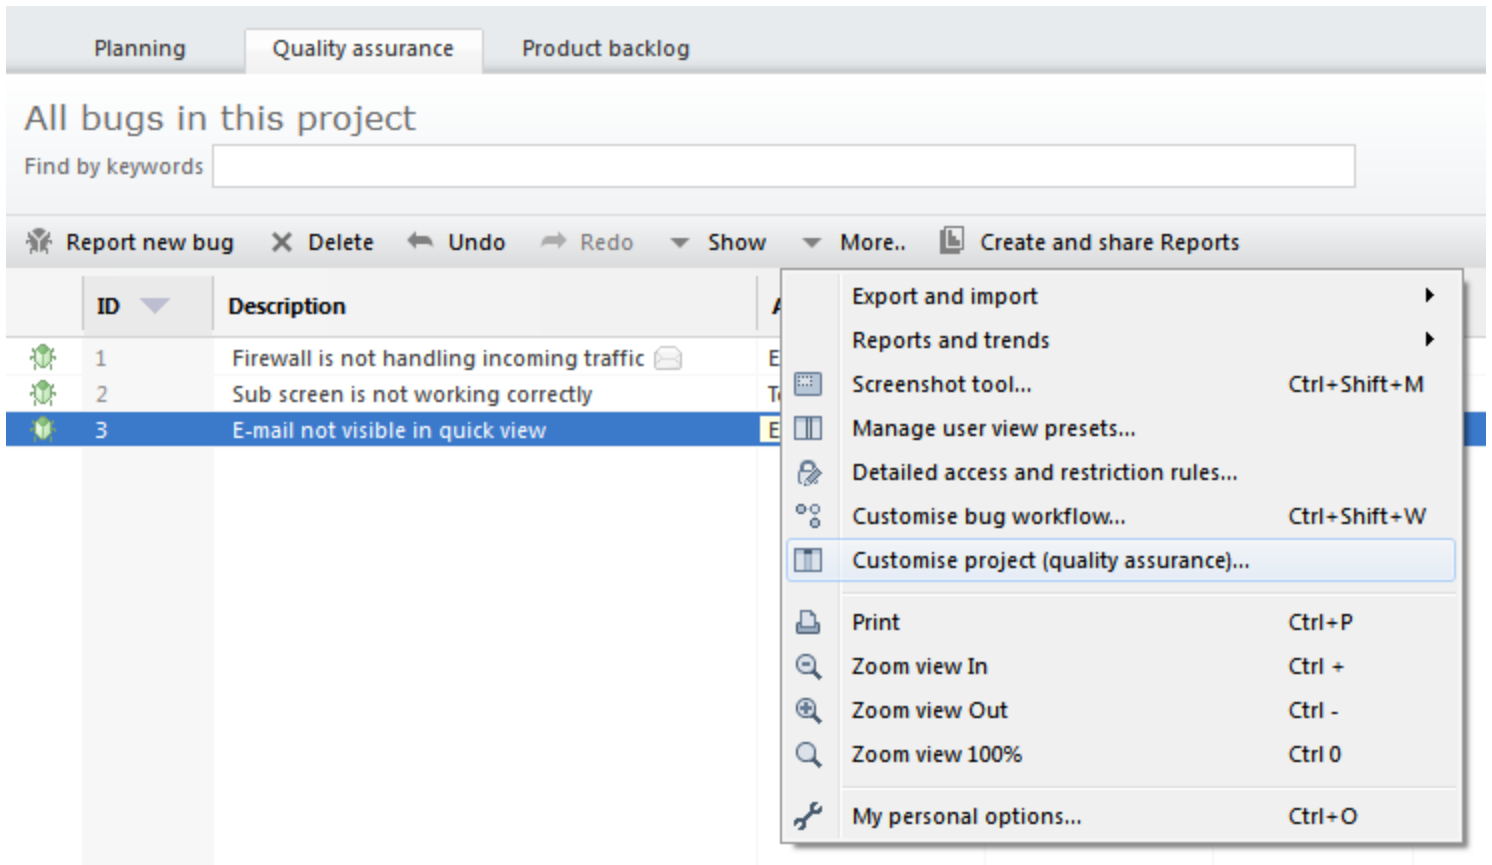 Planning Quality assurance Product backlog
All bugs in this project
Find by keywords
Report new bug Delete Undo Redo Show More.. Create and share Reports
ID Description
1 Firewall is not handling incoming traffic
2 Sub screen is not working correctly
3 E-mail not visible in quick view
Export and import
Reports and trends
Screenshot tool... Ctrl+Shift+M
Manage user view presets...
Detailed access and restriction rules...
Customise bug workflow... Ctrl+Shift+W
Customise project (quality assurance)...
Print Ctrl+P
Zoom view In Ctrl +
Zoom view Out Ctrl -
Zoom view 100% Ctrl 0
My personal options... Ctrl+O